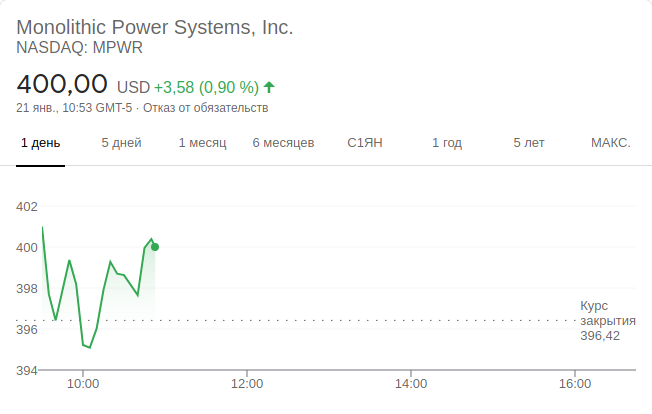 Monolithic Power Systems, Inc.
NASDAQ: MPWR
400,00 USD +3,58 (0,90 %)
21 янв., 10:53 GMT-5 · Отказ от обязательств
1 день 5 дней 1 месяц 6 месяцев С1ЯН 1 год 5 лет МАКС.
402
400
398
Курс
закрытия
396,42
396
394
10:00 12:00 14:00 16:00